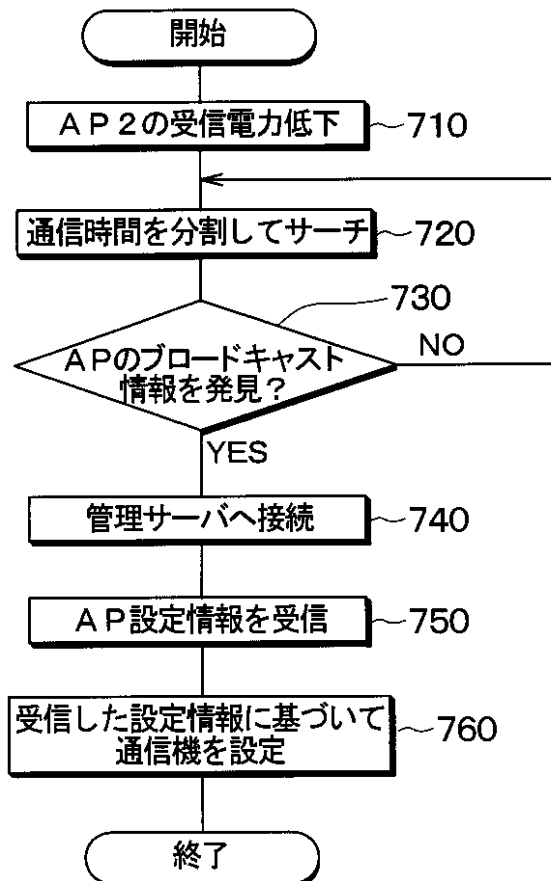 開始
ＡＰ２の受信電力低下
710
通信時間を分割してサーチ
720
730
ＡＰのブロードキャスト
情報を発見？
NO
YES
管理サーバへ接続
740
ＡＰ設定情報を受信
750
受信した設定情報に基づいて
通信機を設定
760
終了